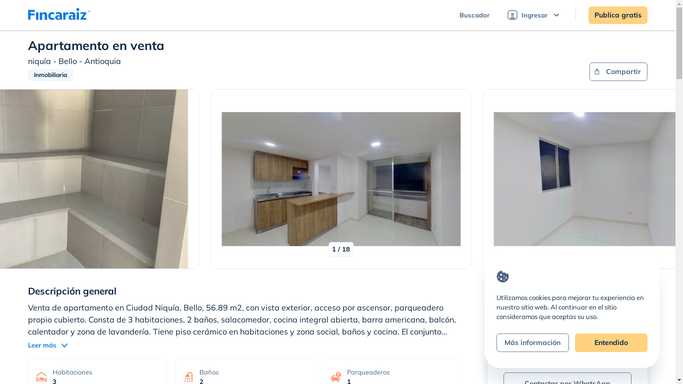 Fincaraiz
Buscador
Ingresar
Publica gratis
Apartamento en venta
niquía - Bello - Antioquia
Inmobiliaria
Compartir
1 / 18
Descripción general
Venta de apartamento en Ciudad Niquía, Bello, 56.89 m2, con vista exterior, acceso por ascensor, parqueadero
propio cubierto. Consta de 3 habitaciones, 2 baños, salacomedor, cocina integral abierta, barra americana, balcón,
calentador y zona de lavandería. Tiene piso cerámico en habitaciones y zona social, baños y cocina. El conjunto...
Leer más
Habitaciones
3
Baños
2
Parqueaderos
1
Utilizamos cookies para mejorar tu experiencia en
nuestro sitio web. Al continuar en el sitio
consideramos que aceptas su uso.
Más información
Entendido
Contactar por WhatsApp